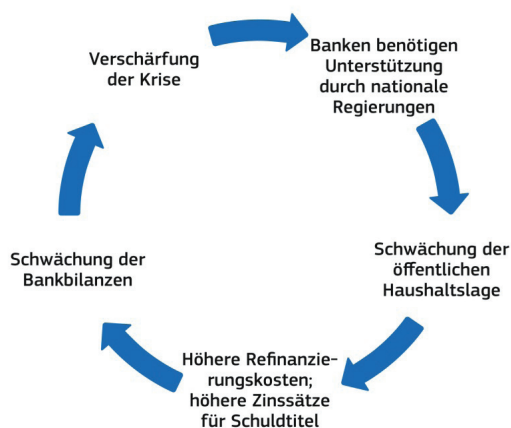 Verschärfung
der Krise
Banken benötigen
Unterstützung
durch nationale
Regierungen
Schwächung der
öffentlichen
Haushaltslage
Höhere Refinanzie-
rungskosten;
höhere Zinssätze
für Schuldtitel
Schwächung der
Bankbilanzen